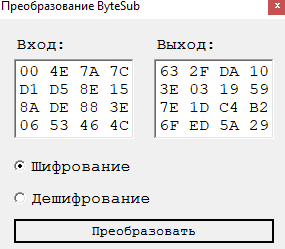 Преобразование ByteSub
Вход: Выход:
00 4E 7A 7C 63 2F DA 10
D1 D5 8E 15 3E 03 19 59
8A DE 88 3E 7E 1D C4 B2
06 53 46 4C 6F ED 5A 29
Шифрование
Дешифрование
Преобразовать